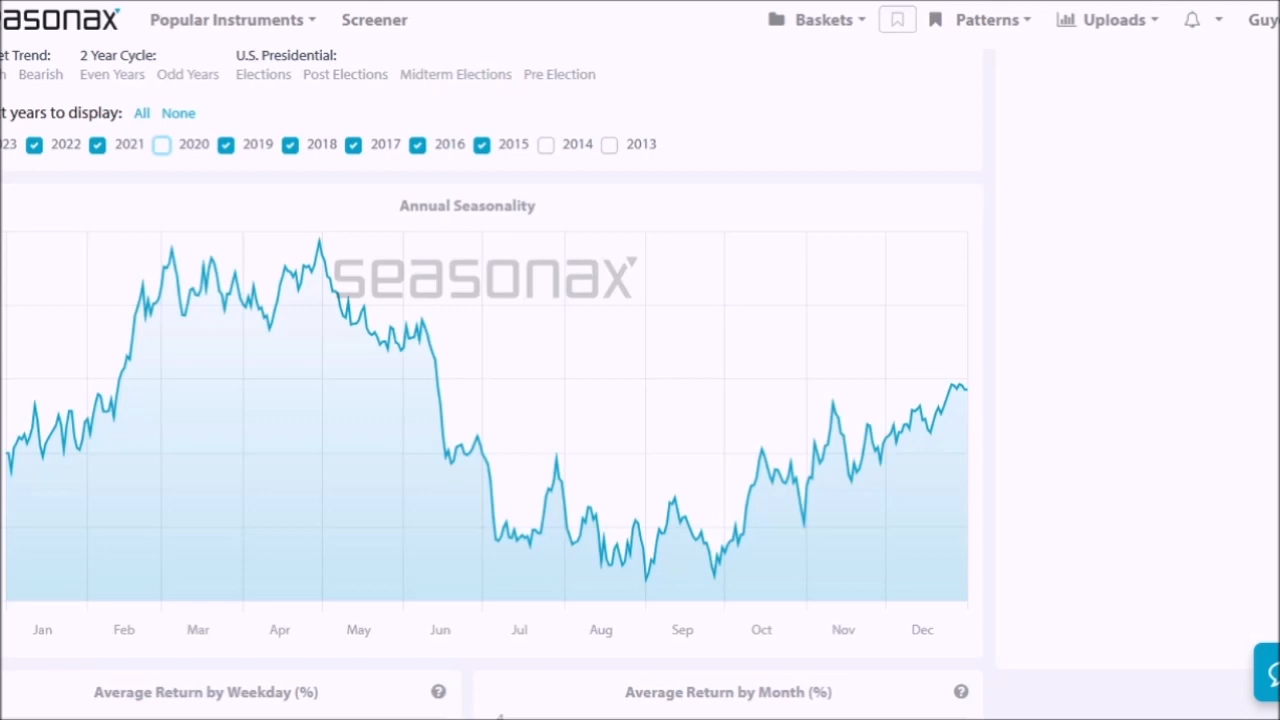 asonax Popular Instruments Screener Baskets Patterns Uploads Guy
et Trend: 2 Year Cycle: U.S. Presidential:
h Bearish Even Years Odd Years Elections Post Elections Midterm Elections Pre Election
t years to display: All None
23 2022 2021 2020 2019 2018 2017 2016 2015 2014 2013
Annual Seasonality
seasonax
Jan Feb Mar Apr May Jun Jul Aug Sep Oct Nov Dec
Average Return by Weekday (%) ? Average Return by Month (%) ?